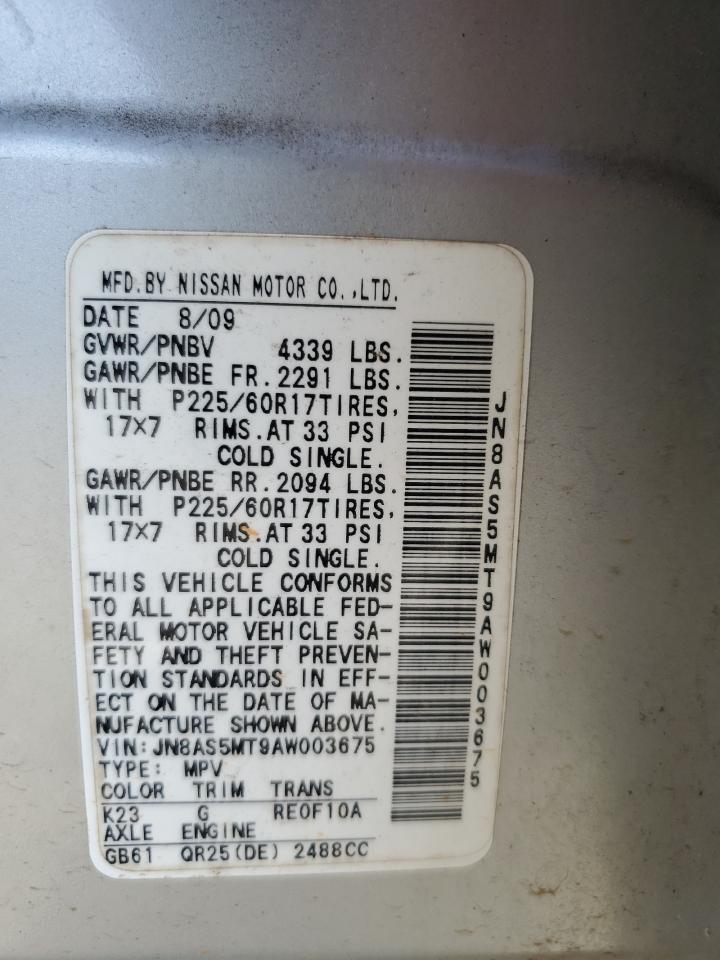 MFD.BY NISSAN MOTOR CO.,LTD.
DATE 8/09
GVWR/PNBV 4339 LBS.
GAWR/PNBE FR.2291 LBS.
WITH P225/60R17TIRES,
17X7 RIMS.AT 33 PSI
COLD SINGLE.
GAWR/PNBE RR.2094 LBS.
WITH P225/60R17TIRES,
17X7 RIMS.AT 33 PSI
COLD SINGLE.
THIS VEHICLE CONFORMS
TO ALL APPLICABLE FED-
ERAL MOTOR VEHICLE SA-
FETY AND THEFT PREVEN-
TION STANDARDS IN EFF-
ECT ON THE DATE OF MA-
NUFACTURE SHOWN ABOVE.
VIN:JN8AS5MT9AW003675
TYPE: MPV
COLOR TRIM TRANS
K23 G RE0F10A
AXLE ENGINE
GB61 QR25(DE) 2488CC
JN8AS5MT9AW003675